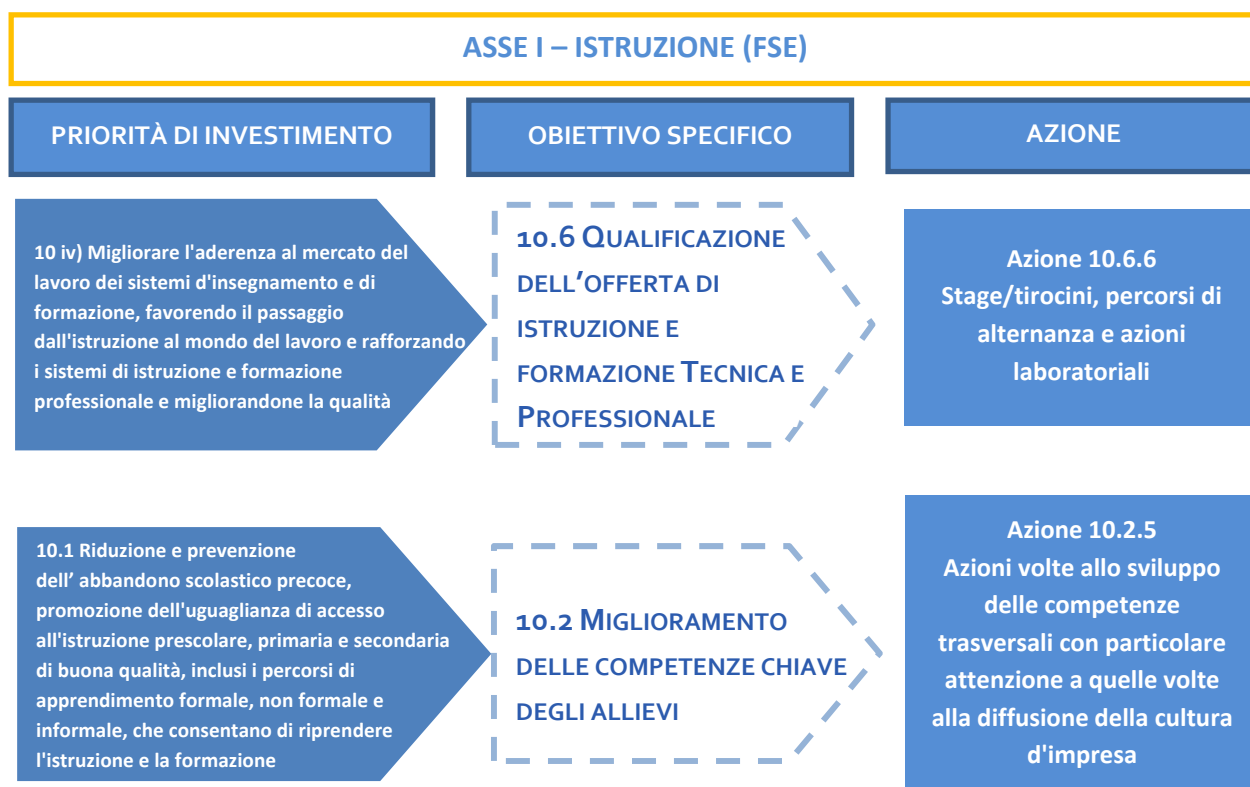 ASSE I – ISTRUZIONE (FSE)
PRIORITÀ DI INVESTIMENTO
OBIETTIVO SPECIFICO
AZIONE
10 iv) Migliorare l'aderenza al mercato del
lavoro dei sistemi d'insegnamento e di
formazione, favorendo il passaggio
dall'istruzione al mondo del lavoro e rafforzando
i sistemi di istruzione e formazione
professionale e migliorandone la qualità
10.6 QUALIFICAZIONE
DELL'OFFERTA DI
ISTRUZIONE E
FORMAZIONE TECNICA E
PROFESSIONALE
Azione 10.6.6
Stage/tirocini, percorsi di
alternanza e azioni
laboratoriali
10.1 Riduzione e prevenzione
dell’ abbandono scolastico precoce,
promozione dell'uguaglianza di accesso
all'istruzione prescolare, primaria e secondaria
di buona qualità, inclusi i percorsi di
apprendimento formale, non formale e
informale, che consentano di riprendere
l'istruzione e la formazione
10.2 MIGLIORAMENTO
DELLE COMPETENZE CHIAVE
DEGLI ALLIEVI
Azione 10.2.5
Azioni volte allo sviluppo
delle competenze
trasversali con particolare
attenzione a quelle volte
alla diffusione della cultura
d'impresa